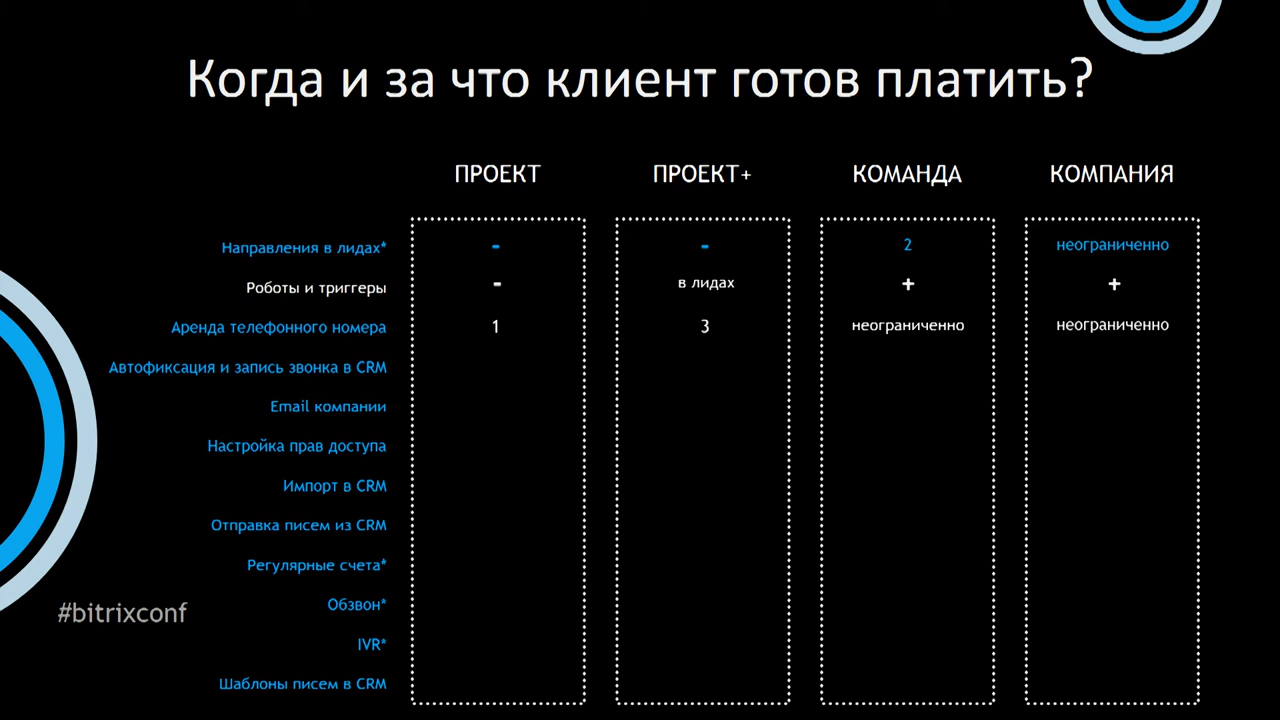 Когда и за что клиент готов платить?
ПРОЕКТ ПРОЕКТ+ КОМАНДА КОМПАНИЯ
Направления в лидах* - - 2 неограниченно
Роботы и триггеры - в лидах + +
Аренда телефонного номера 1 3 неограниченно неограниченно
Автофиксация и запись звонка в CRM
Email компании
Настройка прав доступа
Импорт в CRM
Отправка писем из CRM
Регулярные счета*
Обзвон*
#bitrixconf
IVR*
Шаблоны писем в CRM